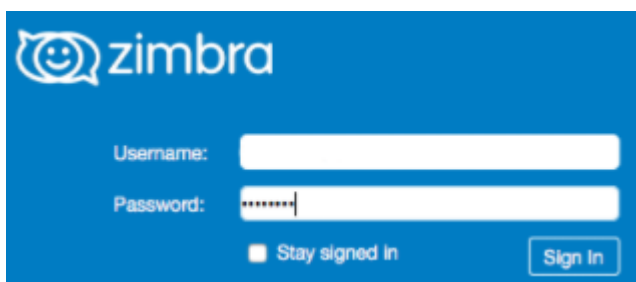 zimbra
Username:
Password:
••••••••
Stay signed in
Sign In